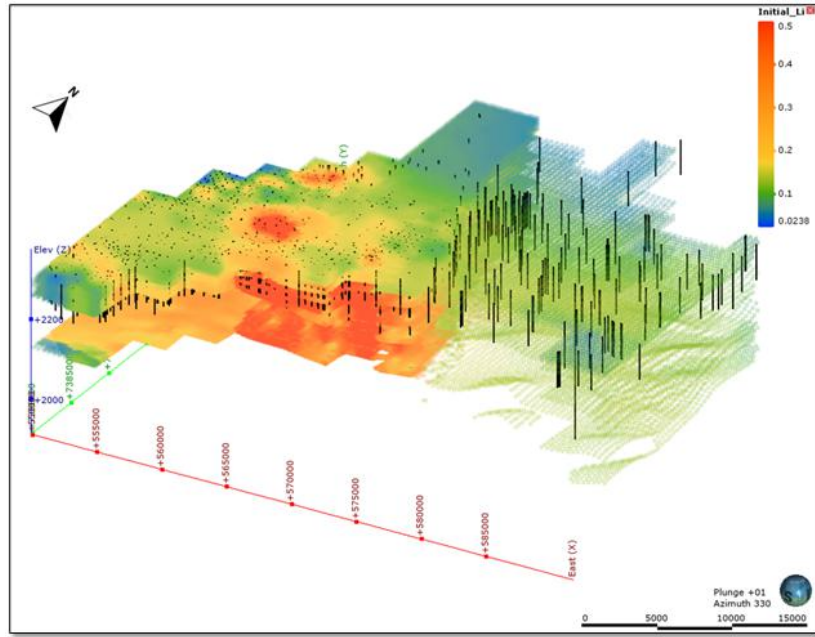 Initial_Li
0.5
0.4
0.3
0.2
0.1
0.0238
N
h (Y)
Elev (Z)
+2200
+2000
+738500
+555000
+560000
+565000
+570000
+575000
+580000
+585000
East (X)
Plunge +01
Azimuth 330
S
0 5000 10000 15000